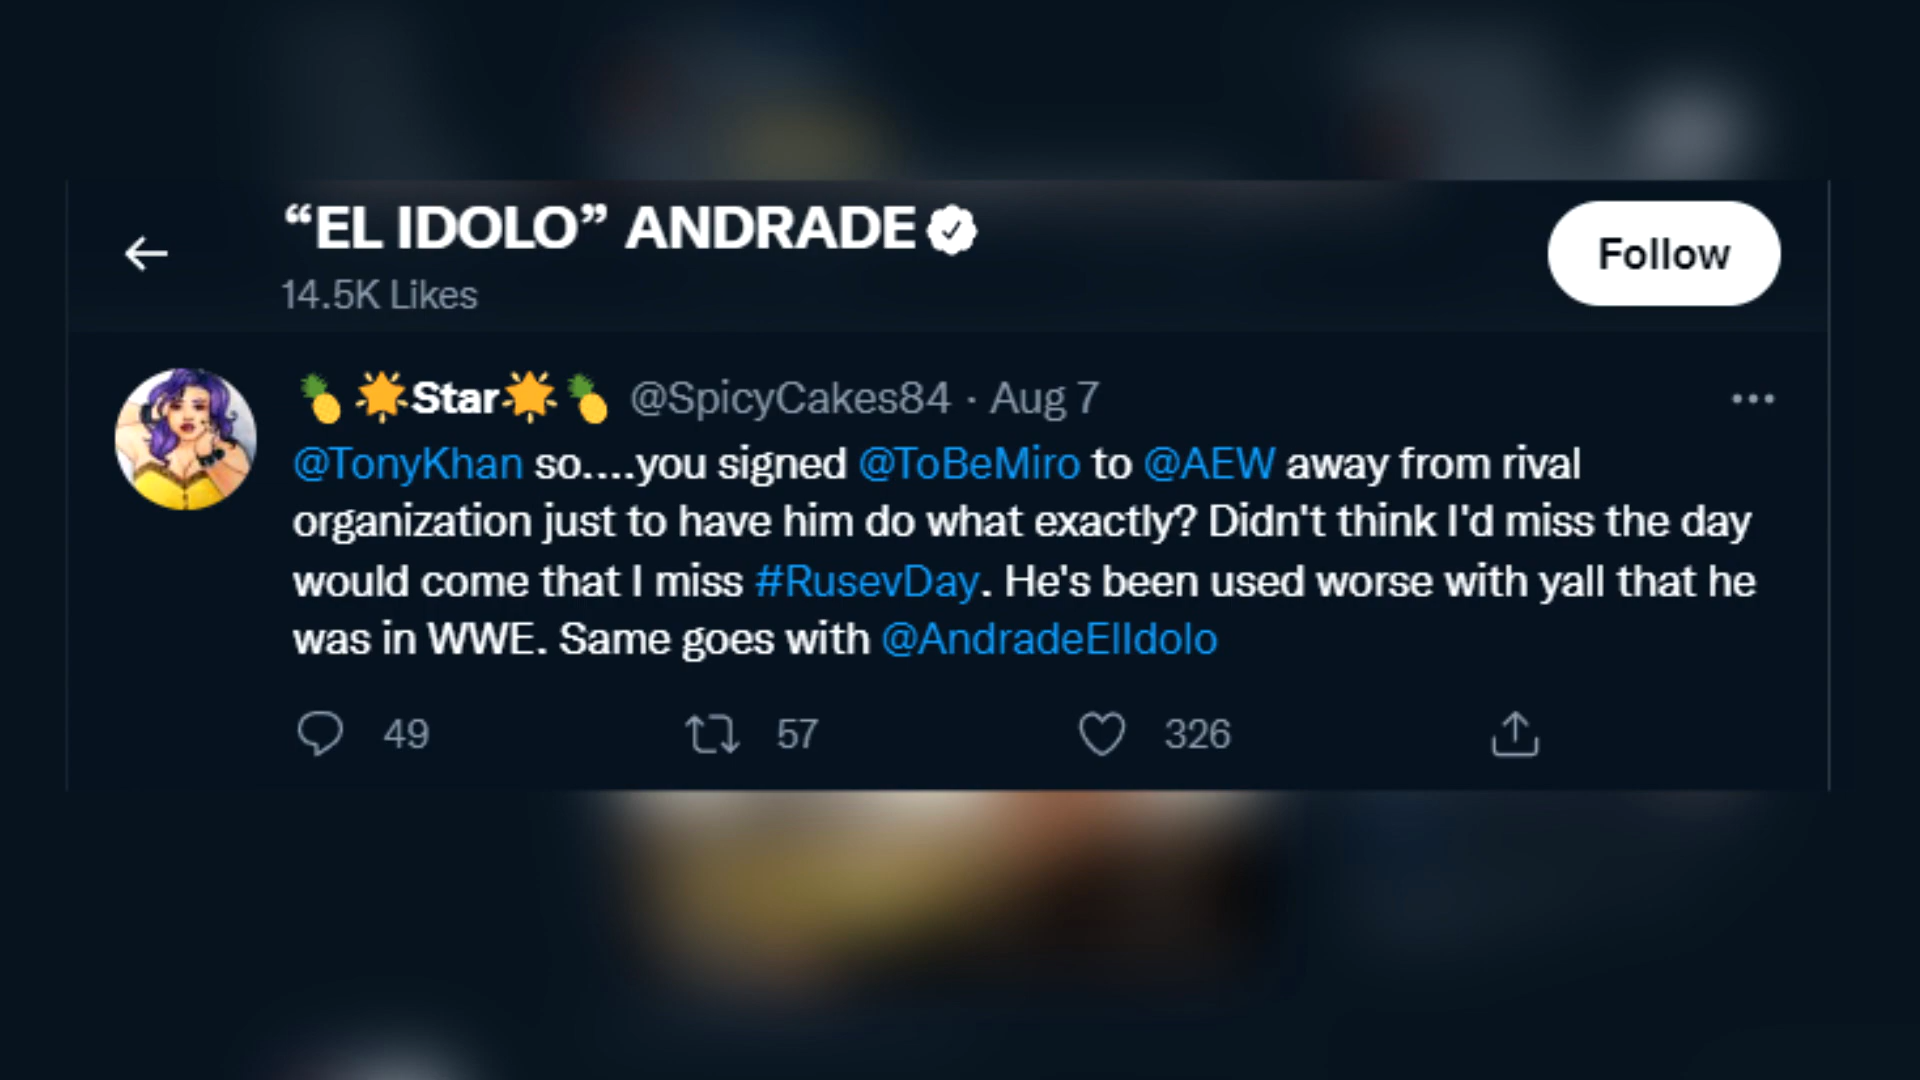 “EL IDOLO” ANDRADE
14.5K Likes
Follow
🍍🌟Star🌟🍍 @SpicyCakes84 · Aug 7
@TonyKhan so....you signed @ToBeMiro to @AEW away from rival
organization just to have him do what exactly? Didn't think I'd miss the day
would come that I miss #RusevDay. He's been used worse with yall that he
was in WWE. Same goes with @AndradeElIdolo
49 57 326